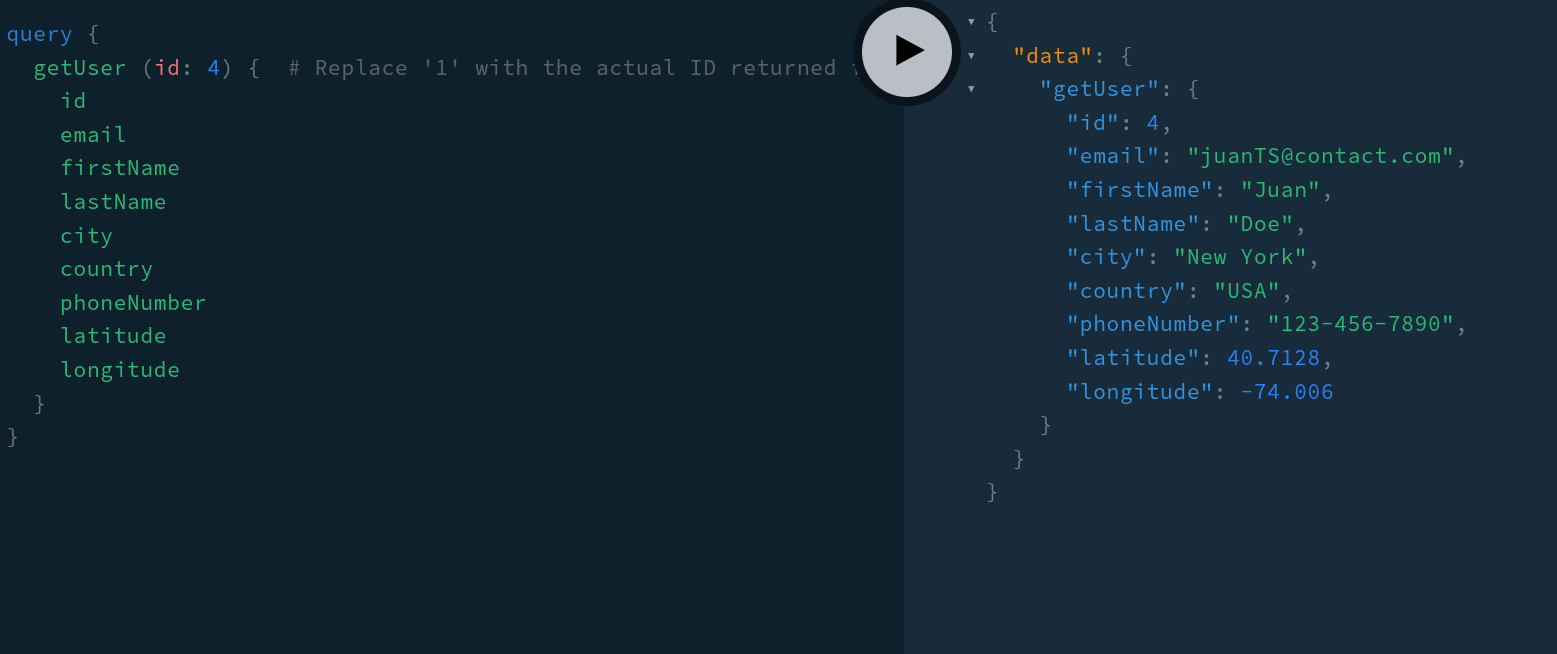 query {
getUser (id: 4) {  # Replace '1' with the actual ID returned
id
email
firstName
lastName
city
country
phoneNumber
latitude
longitude
}
}
{
"data": {
"getUser": {
"id": 4,
"email": "juanTS@contact.com",
"firstName": "Juan",
"lastName": "Doe",
"city": "New York",
"country": "USA",
"phoneNumber": "123-456-7890",
"latitude": 40.7128,
"longitude": -74.006
}
}
}